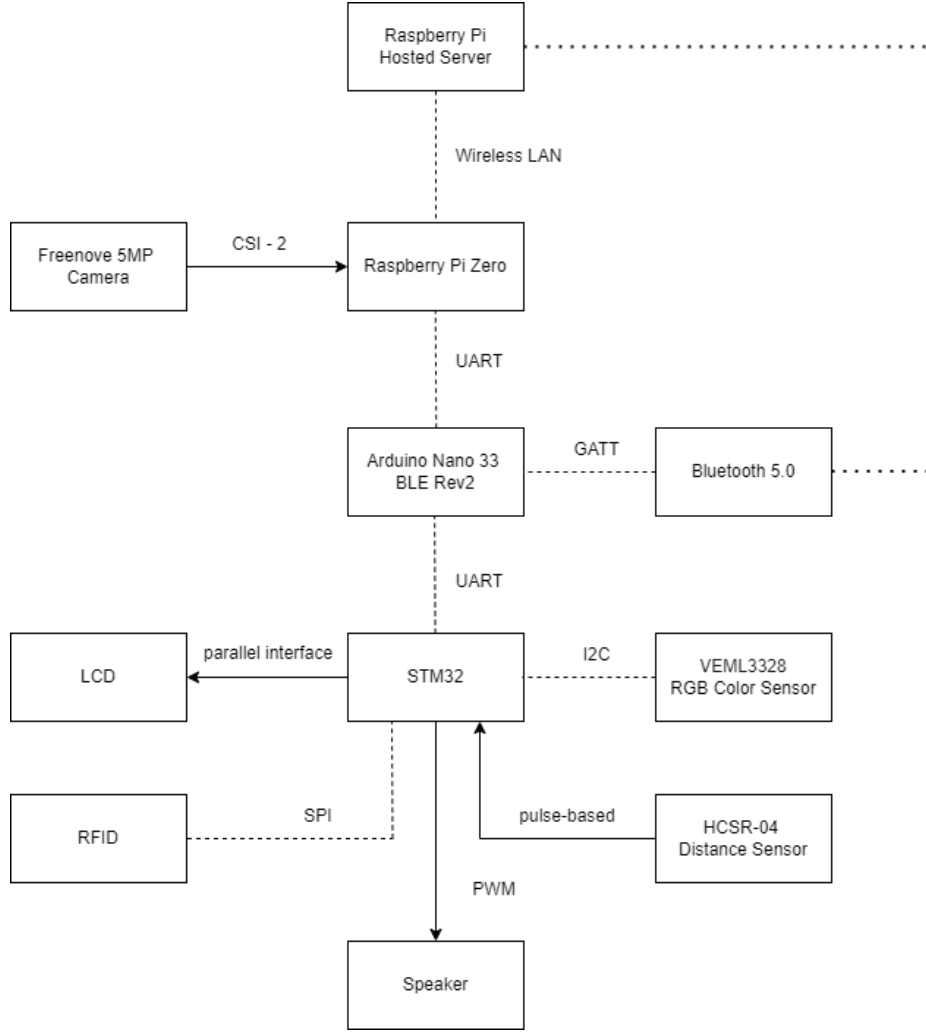 Raspberry Pi
Hosted Server
Wireless LAN
Freenove 5MP
Camera
CSI - 2
Raspberry Pi Zero
UART
Arduino Nano 33
BLE Rev2
GATT
Bluetooth 5.0
UART
LCD
parallel interface
STM32
I2C
VEML3328
RGB Color Sensor
RFID
SPI
pulse-based
HCSR-04
Distance Sensor
PWM
Speaker